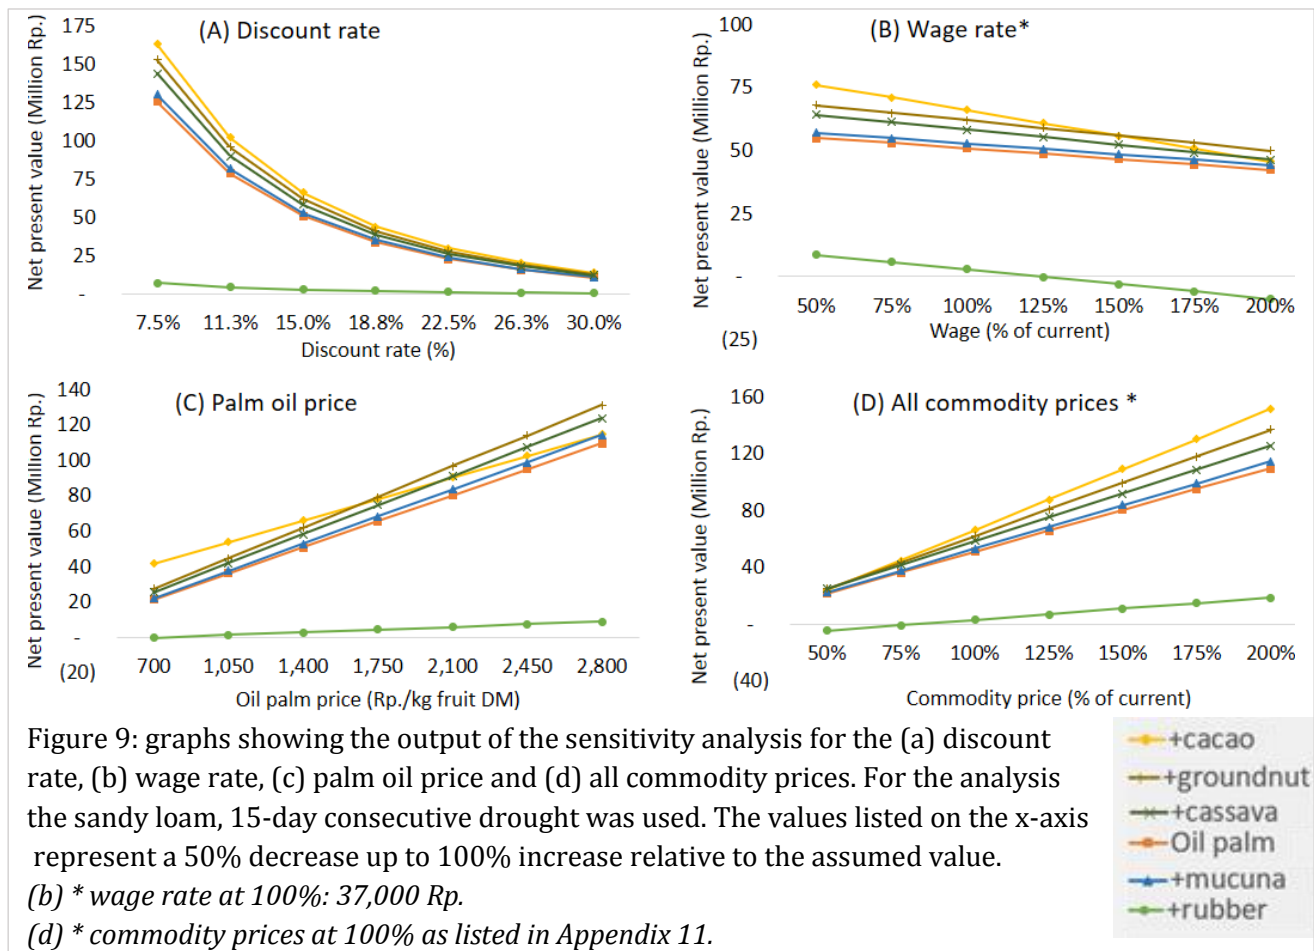 (A) Discount rate
Net present value (Million Rp.)
175
150
125
100
75
50
25
-
7.5% 11.3% 15.0% 18.8% 22.5% 26.3% 30.0%
Discount rate (%)
(B) Wage rate*
Net present value (Million Rp.)
100
75
50
25
-
(25)
50% 75% 100% 125% 150% 175% 200%
Wage (% of current)
(C) Palm oil price
Net present value (Million Rp.)
140
120
100
80
60
40
20
-
(20)
700 1,050 1,400 1,750 2,100 2,450 2,800
Oil palm price (Rp./kg fruit DM)
(D) All commodity prices *
Net present value (Million Rp.)
160
120
80
40
-
(40)
50% 75% 100% 125% 150% 175% 200%
Commodity price (% of current)
Figure 9: graphs showing the output of the sensitivity analysis for the (a) discount
rate, (b) wage rate, (c) palm oil price and (d) all commodity prices. For the analysis
the sandy loam, 15-day consecutive drought was used. The values listed on the x-axis
represent a 50% decrease up to 100% increase relative to the assumed value.
(b) * wage rate at 100%: 37,000 Rp.
(d) * commodity prices at 100% as listed in Appendix 11.
+cacao
+groundnut
+cassava
Oil palm
+mucuna
+rubber